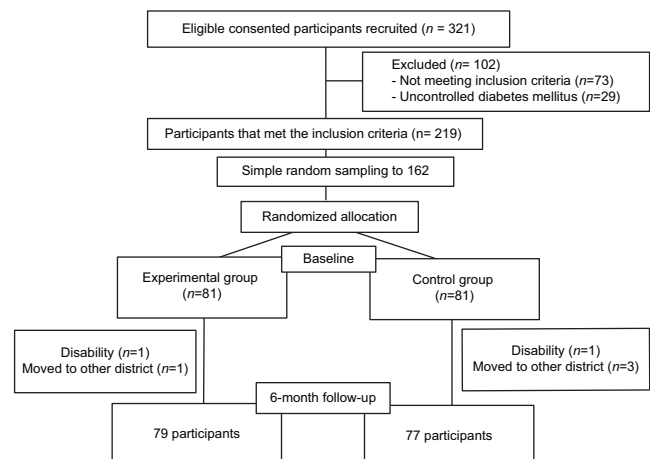 Eligible consented participants recruited (n = 321)
Excluded (n= 102)
- Not meeting inclusion criteria (n=73)
- Uncontrolled diabetes mellitus (n=29)
Participants that met the inclusion criteria (n= 219)
Simple random sampling to 162
Randomized allocation
Baseline
Experimental group
(n=81)
Control group
(n=81)
Disability (n=1)
Moved to other district (n=1)
Disability (n=1)
Moved to other district (n=3)
6-month follow-up
79 participants
77 participants